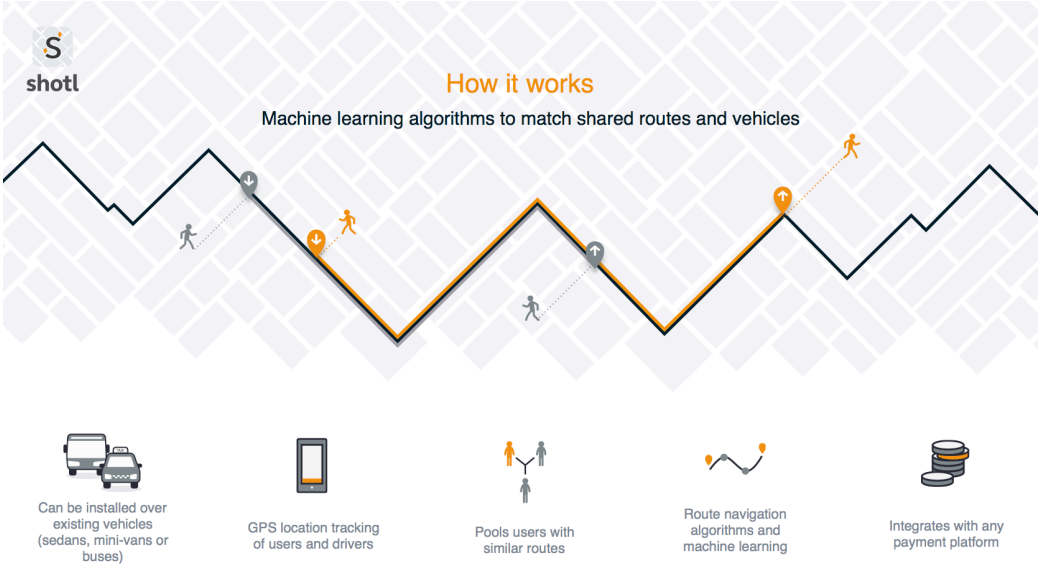 S
shotl
How it works
Machine learning algorithms to match shared routes and vehicles
TAXI
Can be installed over
existing vehicles
(sedans, mini-vans or
buses)
GPS location tracking
of users and drivers
Pools users with
similar routes
Route navigation
algorithms and
machine learning
Integrates with any
payment platform